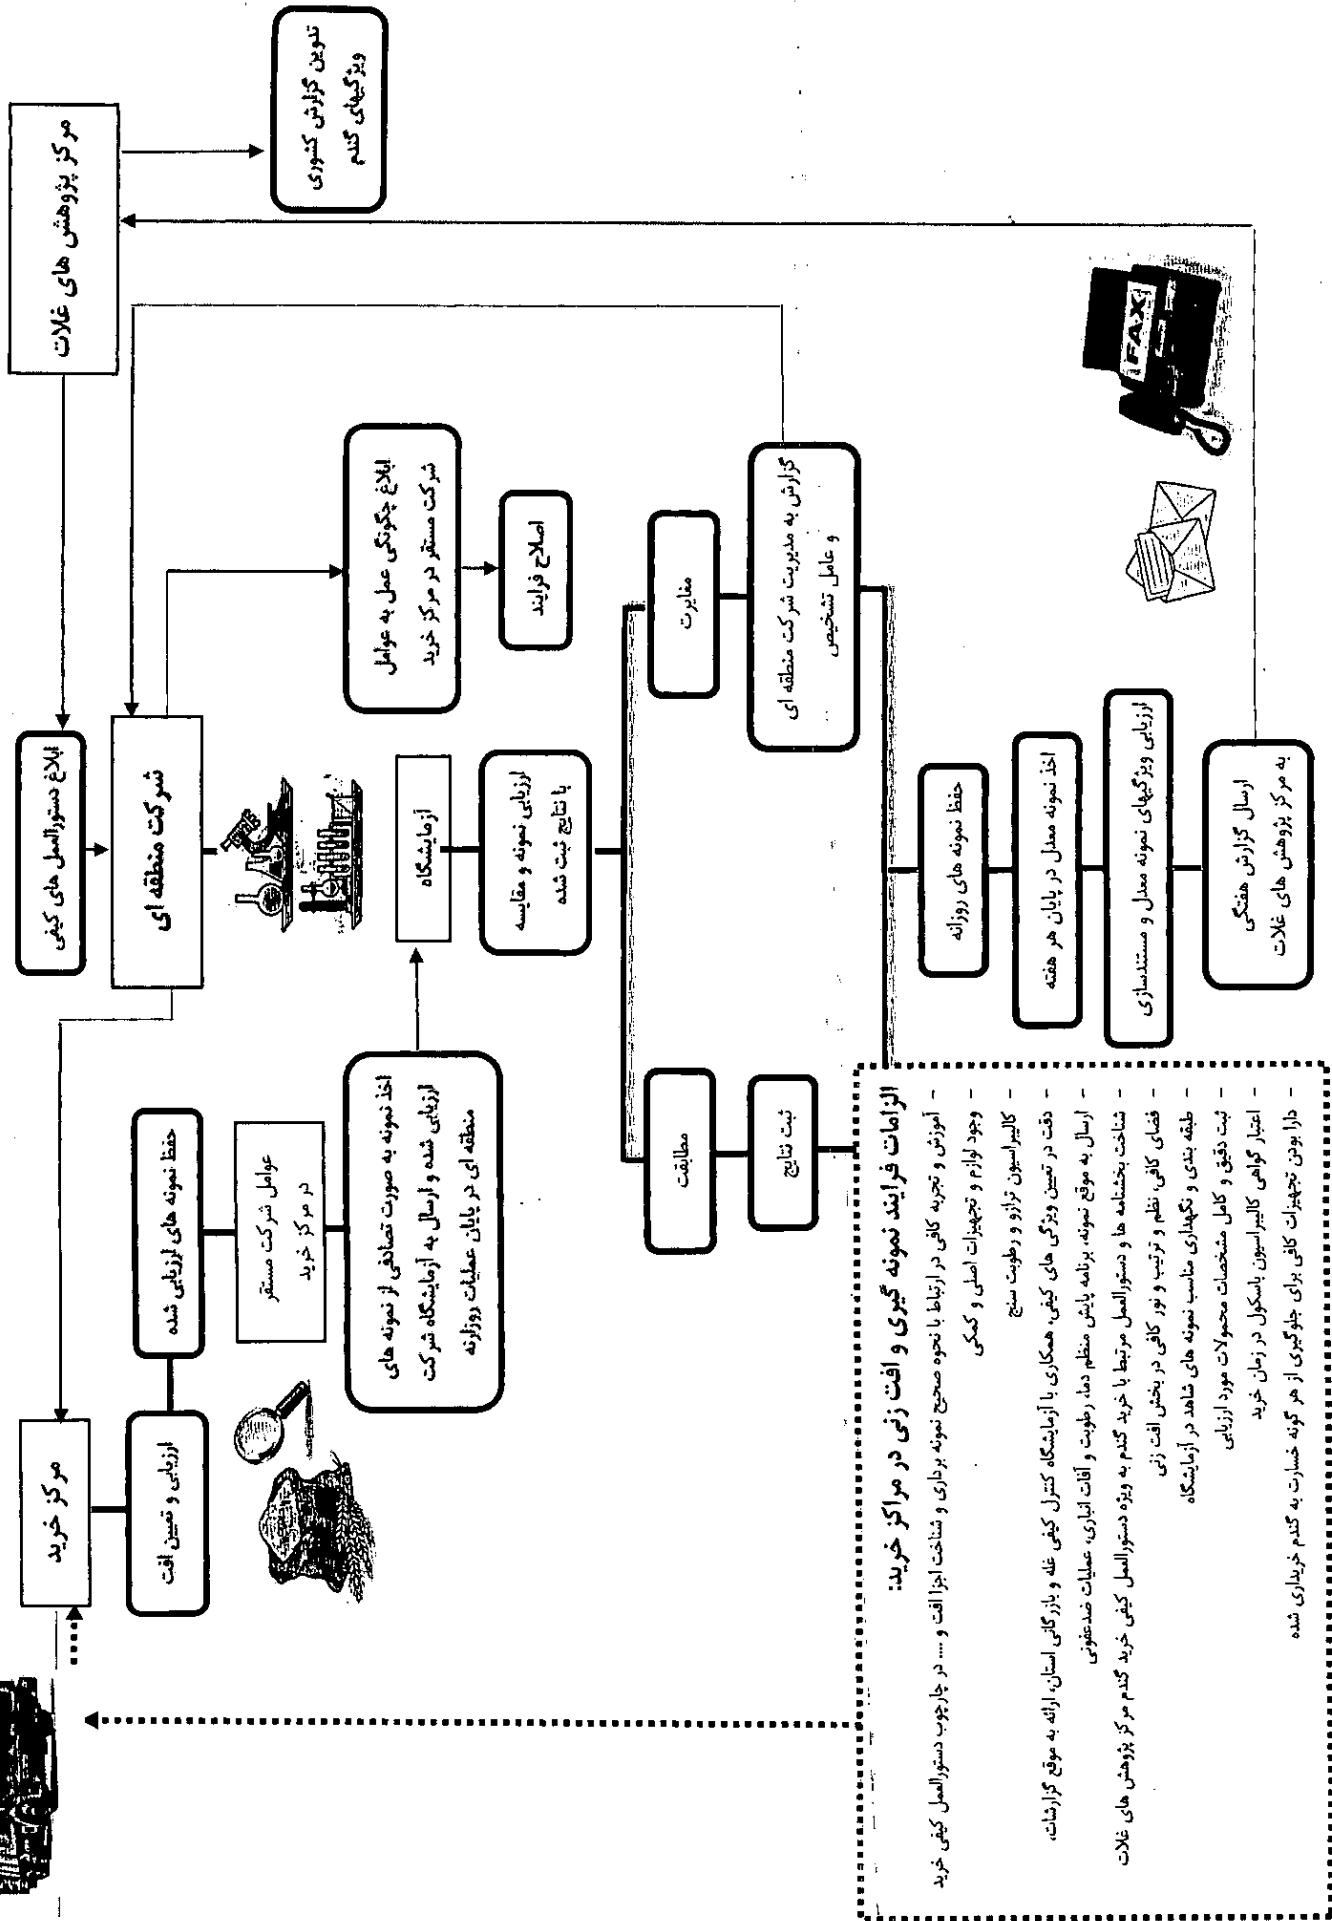 مرکز پژوهش های غلات
تدوین گزارش کشوری
ویژگیهای گندم
ابلاغ دستورالعمل های کیفی
شرکت منطقه ای
مرکز خرید
ارزیابی و تعیین افت
حفظ نمونه های ارزیابی شده
عوامل شرکت مستقر
در مرکز خرید
اخذ نمونه به صورت تصادفی از نمونه های
ارزیابی شده و ارسال به آزمایشگاه شرکت
منطقه ای در پایان عملیات روزانه
ابلاغ چگونگی عمل به عوامل
شرکت مستقر در مرکز خرید
اصلاح فرایند
آزمایشگاه
ارزیابی نمونه و مقایسه
با نتایج ثبت شده
مغایرت
مطابقت
گزارش به مدیریت شرکت منطقه ای
و عامل تشخیص
ثبت نتایج
حفظ نمونه های روزانه
اخذ نمونه معدل در پایان هر هفته
ارزیابی ویژگیهای نمونه معدل و مستندسازی
ارسال گزارش هفتگی
به مرکز پژوهش های غلات
FAX
الزامات فرایند نمونه گیری و افت زنی در مراکز خرید:
- آموزش و تجربه کافی در ارتباط با نحوه صحیح نمونه برداری و شناخت اجزا افت و .... در چارچوب دستورالعمل کیفی خرید
- وجود لوازم و تجهیزات اصلی و کمکی
- کالیبراسیون ترازو و رطوبت سنج
- دقت در تعیین ویژگی های کیفی، همکاری با آزمایشگاه کنترل کیفی غله و بازرگانی استان، ارائه به موقع گزارشات،
- ارسال به موقع نمونه، برنامه پایش منظم دما، رطوبت و آفات انباری، عملیات ضدعفونی
- شناخت بخشنامه ها و دستورالعمل مرتبط با خرید گندم به ویژه دستورالعمل کیفی خرید گندم مرکز پژوهش های غلات
- فضای کافی، نظم و ترتیب و نور کافی در بخش افت زنی
- طبقه بندی و نگهداری مناسب نمونه های شاهد در آزمایشگاه
- ثبت دقیق و کامل مشخصات محمولات مورد ارزیابی
- اعتبار گواهی کالیبراسیون باسکول در زمان خرید
- دارا بودن تجهیزات کافی برای جلوگیری از هر گونه خسارت به گندم خریداری شده